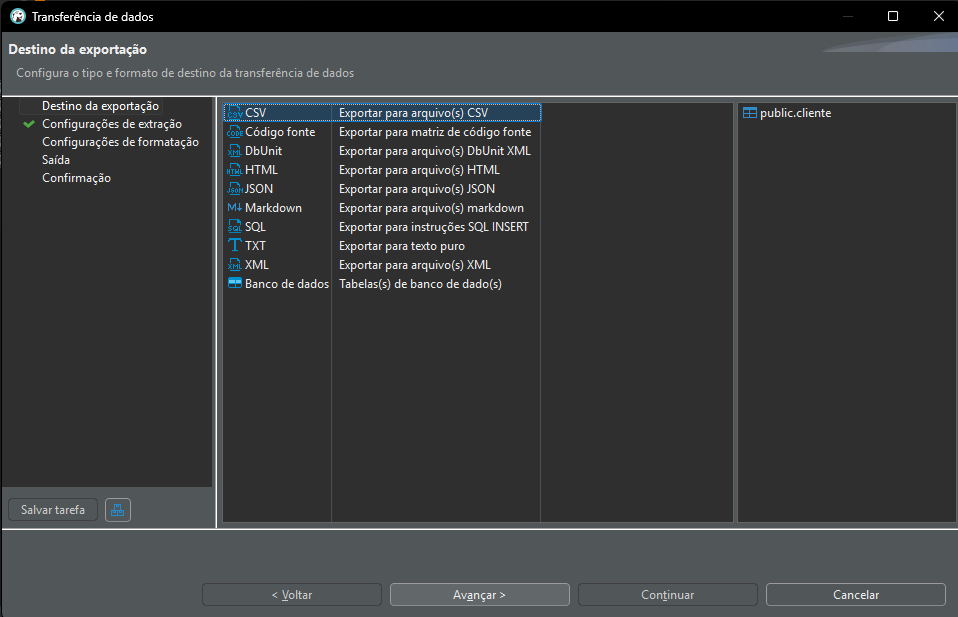 Transferência de dados
Destino da exportação
Configura o tipo e formato de destino da transferência de dados
Destino da exportação
Configurações de extração
Configurações de formatação
Saída
Confirmação
CSV Exportar para arquivo(s) CSV
Código fonte Exportar para matriz de código fonte
DbUnit Exportar para arquivo(s) DbUnit XML
HTML Exportar para arquivo(s) HTML
JSON Exportar para arquivo(s) JSON
Markdown Exportar para arquivo(s) markdown
SQL Exportar para instruções SQL INSERT
TXT Exportar para texto puro
XML Exportar para arquivo(s) XML
Banco de dados Tabelas(s) de banco de dado(s)
public.cliente
Salvar tarefa
< Voltar
Avançar >
Continuar
Cancelar